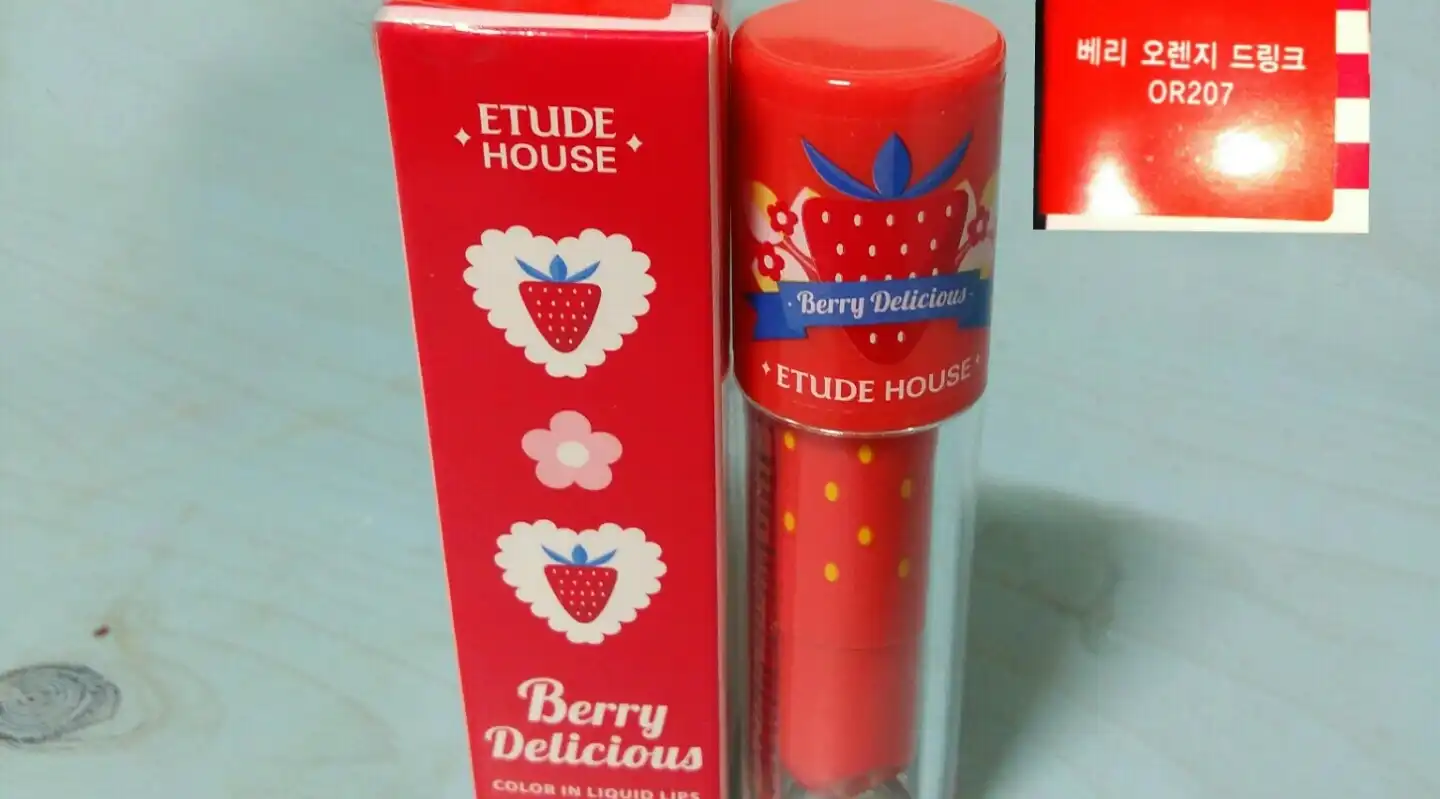 ETUDE
HOUSE
Berry
Delicious
COLOR IN LIQUID LIPS
Berry Delicious
ETUDE HOUSE
베리 오렌지 드링크
OR207